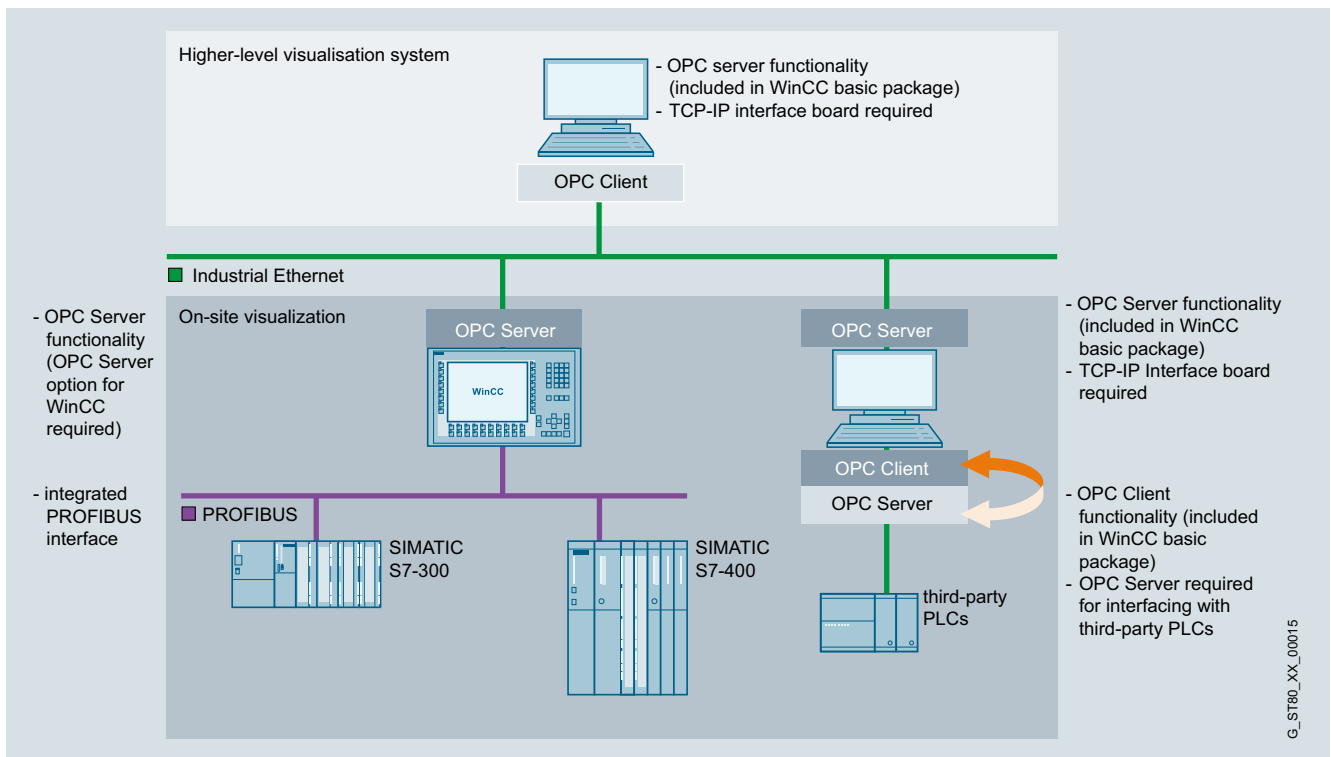 Higher-level visualisation system
- OPC server functionality
(included in WinCC basic package)
- TCP-IP interface board required
OPC Client
Industrial Ethernet
- OPC Server
functionality
(OPC Server
option for
WinCC
required)
- integrated
PROFIBUS
interface
On-site visualization
OPC Server
WinCC
PROFIBUS
SIMATIC
S7-300
SIMATIC
S7-400
OPC Server
OPC Client
OPC Server
third-party
PLCs
- OPC Server functionality
(included in WinCC
basic package)
- TCP-IP Interface board
required
- OPC Client
functionality (included
in WinCC basic
package)
- OPC Server required
for interfacing with
third-party PLCs
G_ST80_XX_00015